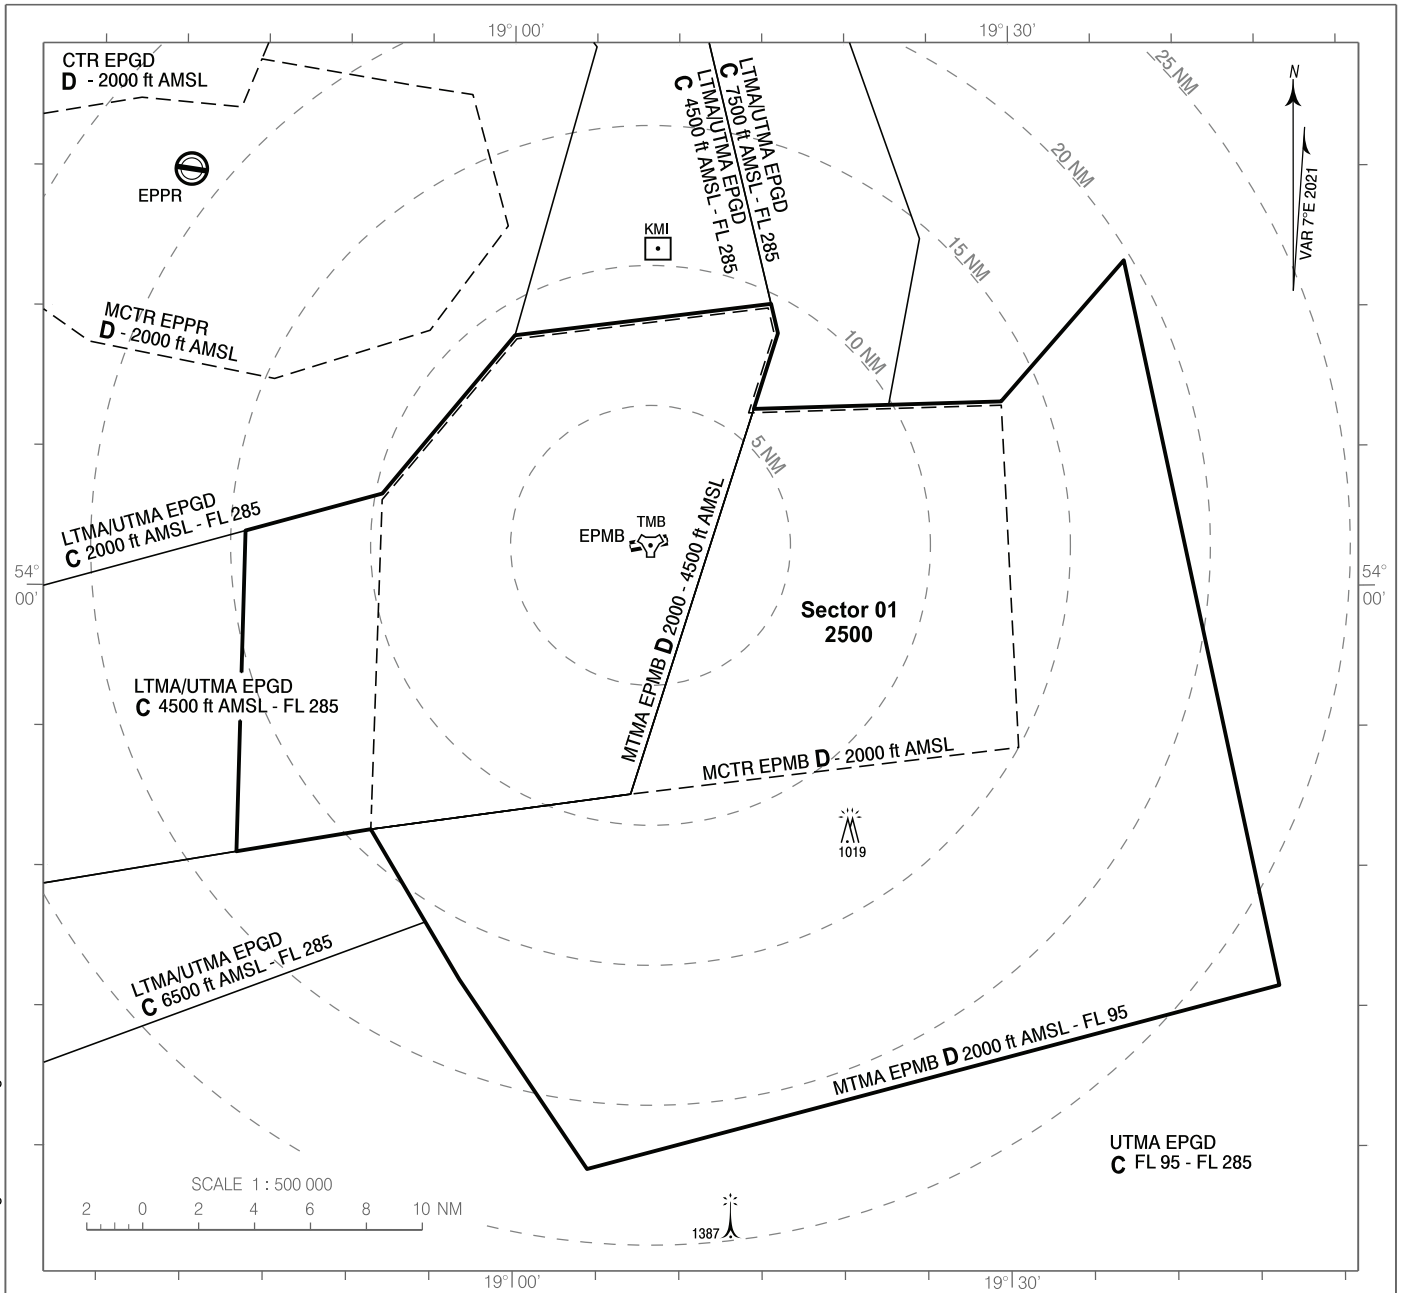 19° 00'
19° 30'
CTR EPGD
D - 2000 ft AMSL
25 NM
N
VAR 7°E 2021
LTMA/UTMA EPGD
C 7500 ft AMSL - FL 285
LTMA/UTMA EPGD
C 4500 ft AMSL - FL 285
20 NM
EPPR
KMI
15 NM
MCTR EPPR
D - 2000 ft AMSL
10 NM
5 NM
LTMA/UTMA EPGD
C 2000 ft AMSL - FL 285
TMB
EPMB
MTMA EPMB D 2000 - 4500 ft AMSL
54°
00'
54°
00'
Sector 01
2500
LTMA/UTMA EPGD
C 4500 ft AMSL - FL 285
MCTR EPMB D - 2000 ft AMSL
1019
LTMA/UTMA EPGD
C 6500 ft AMSL - FL 285
MTMA EPMB D 2000 ft AMSL - FL 95
UTMA EPGD
C FL 95 - FL 285
SCALE 1 : 500 000
2 0 2 4 6 8 10 NM
1387
19° 00'
19° 30'